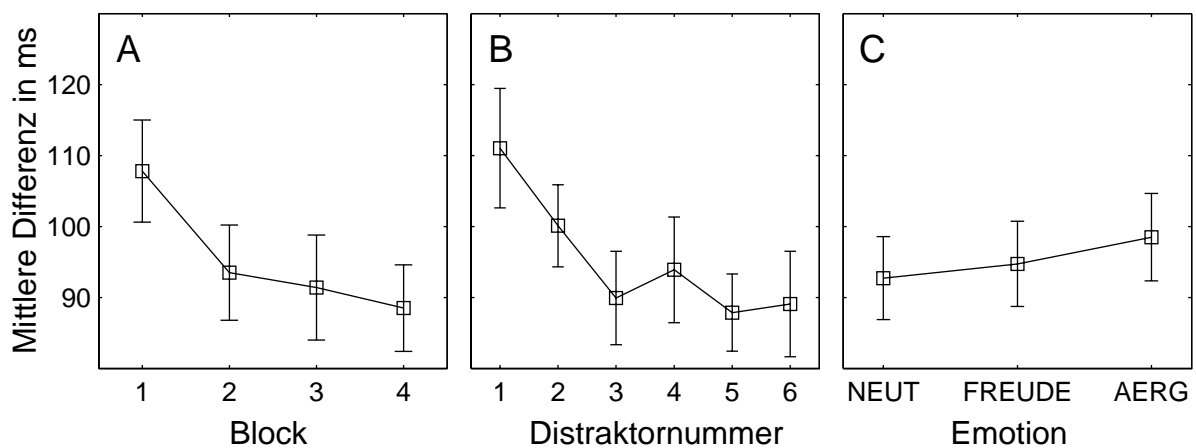 Mittlere Differenz in ms
120
110
100
90
A
1 2 3 4
Block
B
1 2 3 4 5 6
Distraktornummer
C
NEUT FREUDE AERG
Emotion